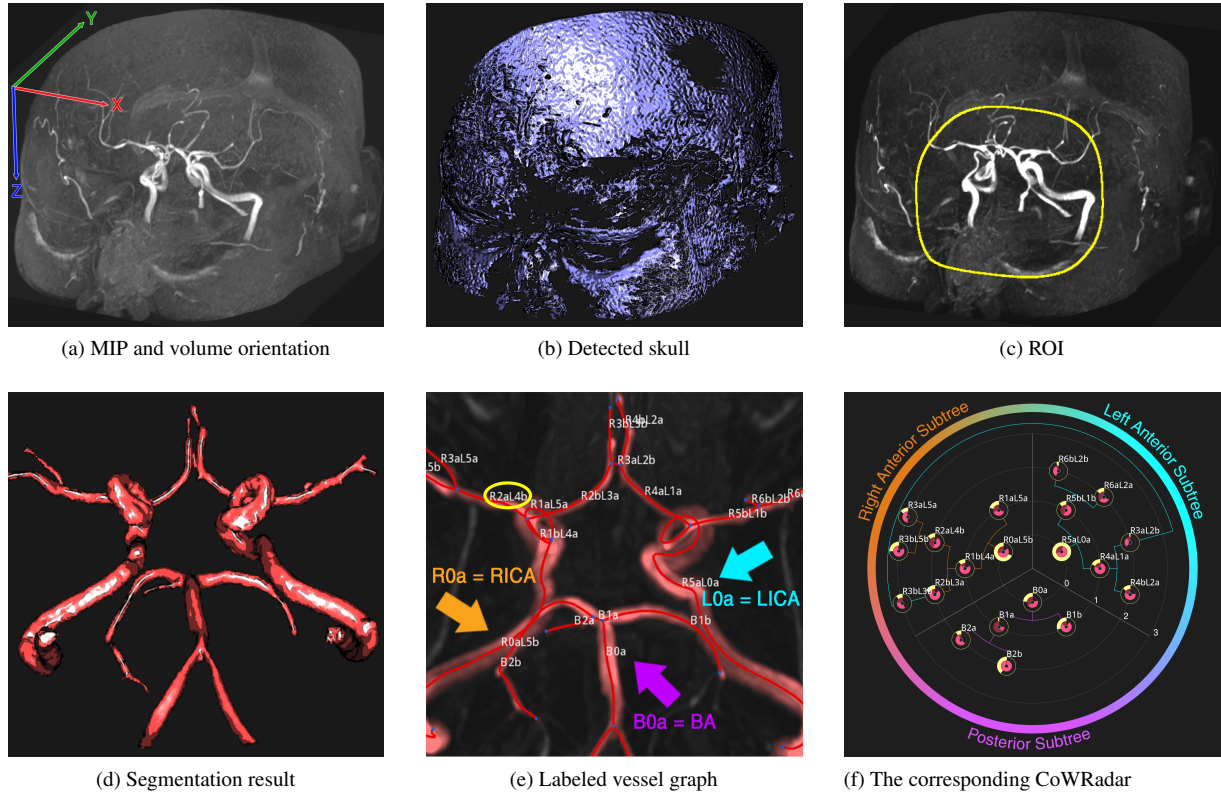 Y
X
Z
(a) MIP and volume orientation
(b) Detected skull
(c) ROI
R4bL2a
R3bL5b
R3aL5a
R3aL2b
L5b
R2aL4b
R2bL3a
R4aL1a
R6bL2b
R6a
R1aL5a
R5bL1b
R1bL4a
R0a = RICA
R5aL0a
L0a = LICA
B1a
B2a
B1b
R0aL5b
B2b
B0a
B0a = BA
Right Anterior Subtree
Left Anterior Subtree
R6bL2b
R6aL2a
R3aL5a
R1aL5a
R5bL1b
R2aL4b
R3aL2b
R3bL5b
R0aL5b
R5aL0a
R1bL4a
R4aL1a
R2bL3a
R4bL2a
R3bL3b
B0a
0
1
2
3
B1a
B1b
B2a
B2b
Posterior Subtree
(d) Segmentation result
(e) Labeled vessel graph
(f) The corresponding CoWRadar